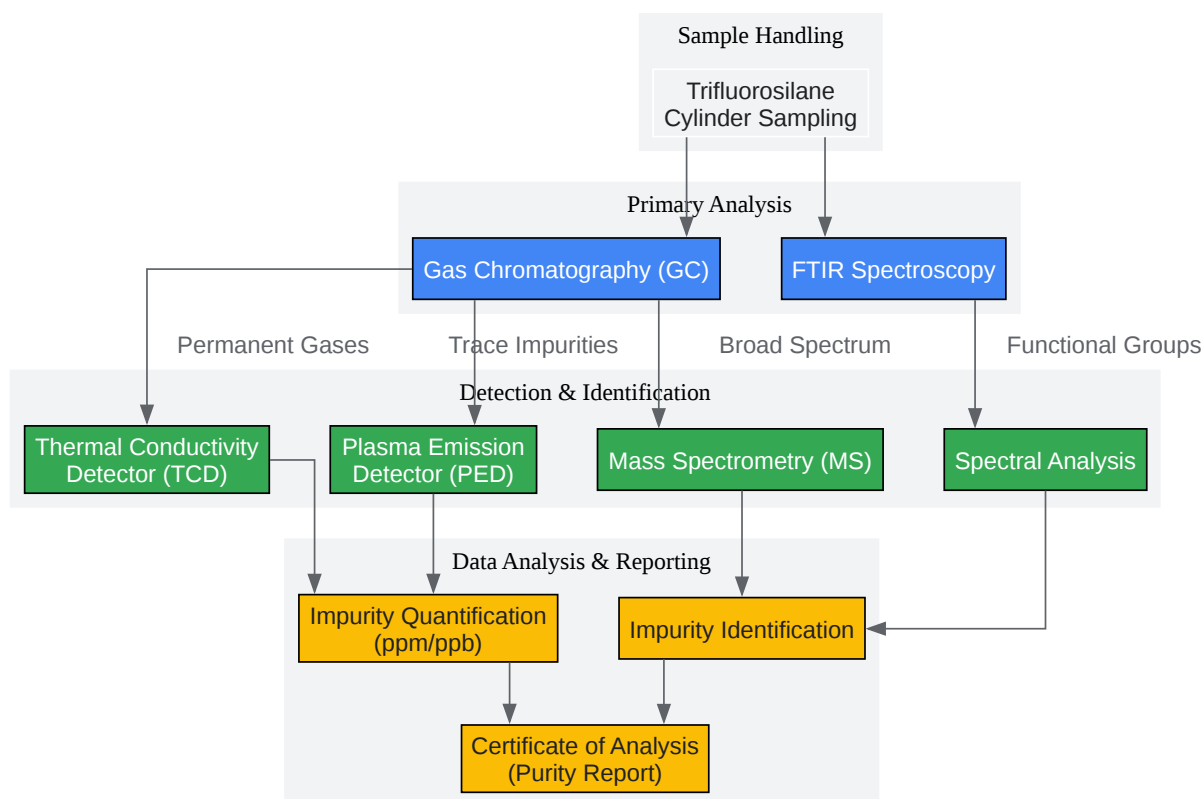 Sample Handling
Trifluorosilane
Cylinder Sampling
Primary Analysis
Gas Chromatography (GC)
FTIR Spectroscopy
Permanent Gases
Trace Impurities
Broad Spectrum
Functional Groups
Detection & Identification
Thermal Conductivity
Detector (TCD)
Plasma Emission
Detector (PED)
Mass Spectrometry (MS)
Spectral Analysis
Data Analysis & Reporting
Impurity Quantification
(ppm/ppb)
Impurity Identification
Certificate of Analysis
(Purity Report)